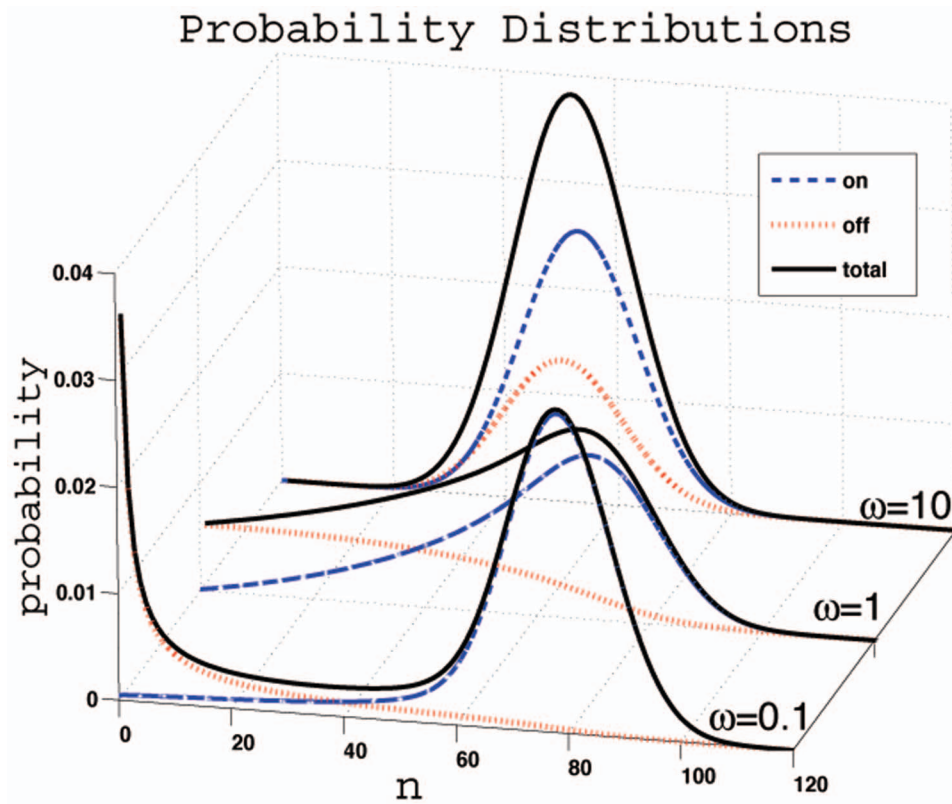 Probability Distributions
on
off
total
0.04
0.03
0.02
0.01
0
probability
ω=10
ω=1
ω=0.1
0
20
40
60
80
100
120
n